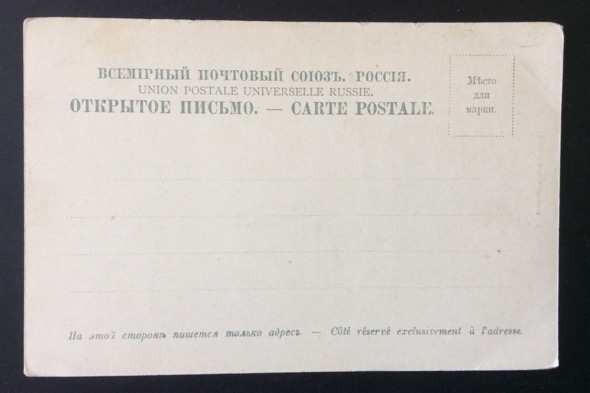 ВСЕМІРНЫЙ ПОЧТОВЫЙ СОЮЗЪ. РОССІЯ.
UNION POSTALE UNIVERSELLE RUSSIE.
ОТКРЫТОЕ ПИСЬМО. — CARTE POSTALE.
Мѣсто
для
марки.
На этой сторонѣ пишется только адресъ. — Côté réservé exclusivement à l'adresse.